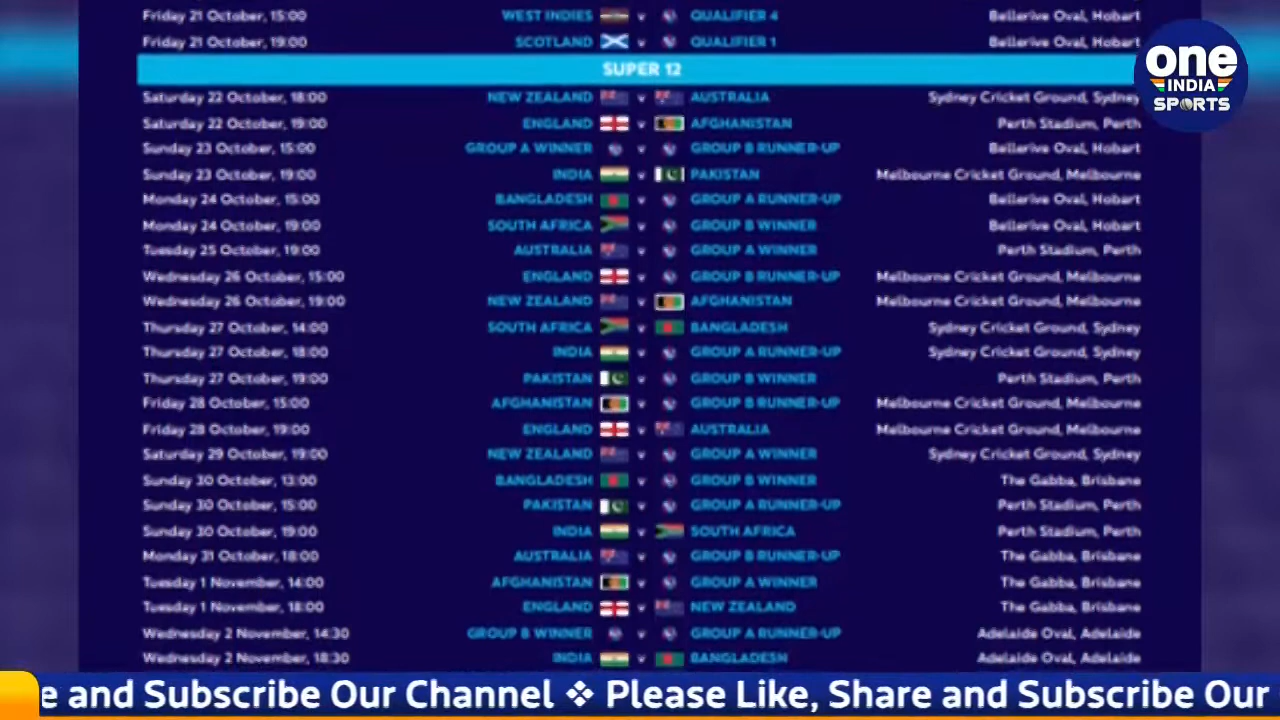 Friday 21 October, 15:00 WEST INDIES v QUALIFIER 4 Bellerive Oval, Hobart
Friday 21 October, 19:00 SCOTLAND v QUALIFIER 1 Bellerive Oval, Hobart
SUPER 12
Saturday 22 October, 18:00 NEW ZEALAND v AUSTRALIA Sydney Cricket Ground, Sydney
Saturday 22 October, 19:00 ENGLAND v AFGHANISTAN Perth Stadium, Perth
Sunday 23 October, 15:00 GROUP A WINNER v GROUP B RUNNER-UP Bellerive Oval, Hobart
Sunday 23 October, 19:00 INDIA v PAKISTAN Melbourne Cricket Ground, Melbourne
Monday 24 October, 15:00 BANGLADESH v GROUP A RUNNER-UP Bellerive Oval, Hobart
Monday 24 October, 19:00 SOUTH AFRICA v GROUP B WINNER Bellerive Oval, Hobart
Tuesday 25 October, 19:00 AUSTRALIA v GROUP A WINNER Perth Stadium, Perth
Wednesday 26 October, 15:00 ENGLAND v GROUP B RUNNER-UP Melbourne Cricket Ground, Melbourne
Wednesday 26 October, 19:00 NEW ZEALAND v AFGHANISTAN Melbourne Cricket Ground, Melbourne
Thursday 27 October, 14:00 SOUTH AFRICA v BANGLADESH Sydney Cricket Ground, Sydney
Thursday 27 October, 18:00 INDIA v GROUP A RUNNER-UP Sydney Cricket Ground, Sydney
Thursday 27 October, 19:00 PAKISTAN v GROUP B WINNER Perth Stadium, Perth
Friday 28 October, 15:00 AFGHANISTAN v GROUP B RUNNER-UP Melbourne Cricket Ground, Melbourne
Friday 28 October, 19:00 ENGLAND v AUSTRALIA Melbourne Cricket Ground, Melbourne
Saturday 29 October, 19:00 NEW ZEALAND v GROUP A WINNER Sydney Cricket Ground, Sydney
Sunday 30 October, 13:00 BANGLADESH v GROUP B WINNER The Gabba, Brisbane
Sunday 30 October, 15:00 PAKISTAN v GROUP A RUNNER-UP Perth Stadium, Perth
Sunday 30 October, 19:00 INDIA v SOUTH AFRICA Perth Stadium, Perth
Monday 31 October, 18:00 AUSTRALIA v GROUP B RUNNER-UP The Gabba, Brisbane
Tuesday 1 November, 14:00 AFGHANISTAN v GROUP A WINNER The Gabba, Brisbane
Tuesday 1 November, 18:00 ENGLAND v NEW ZEALAND The Gabba, Brisbane
Wednesday 2 November, 14:30 GROUP B WINNER v GROUP A RUNNER-UP Adelaide Oval, Adelaide
Wednesday 2 November, 18:30 INDIA v BANGLADESH Adelaide Oval, Adelaide
one
INDIA
SPORTS
e and Subscribe Our Channel ❖ Please Like, Share and Subscribe Our